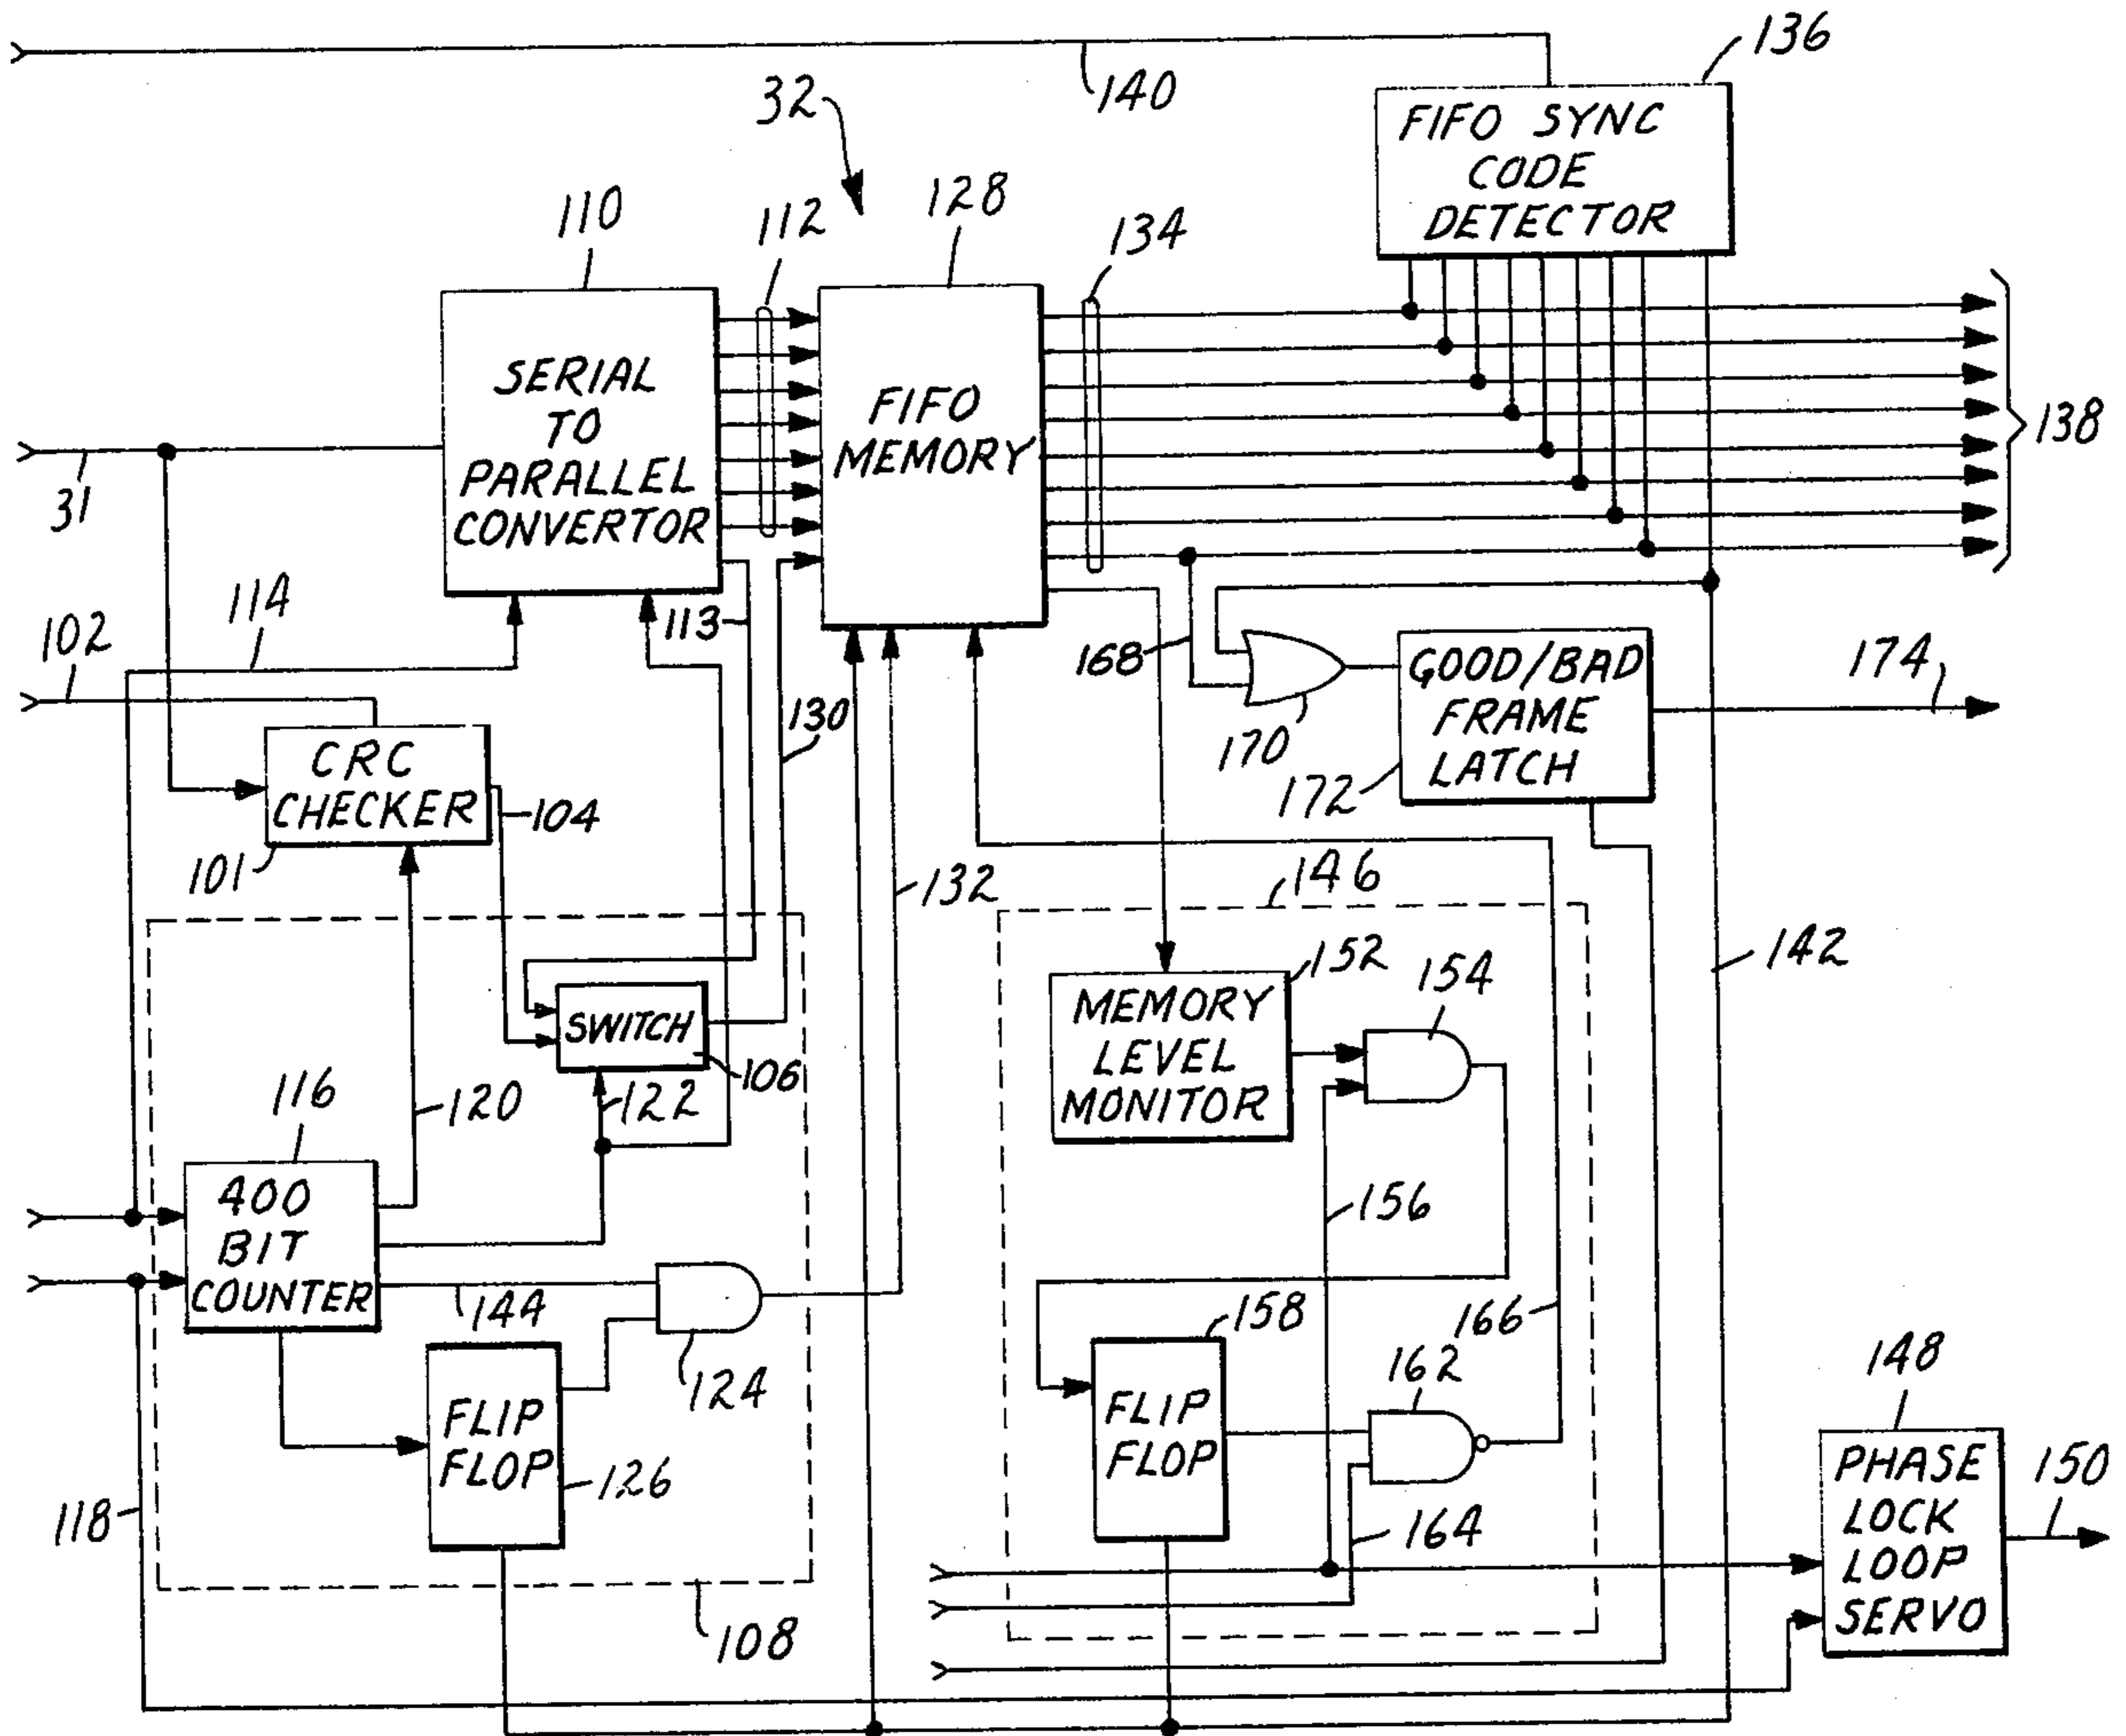 136
140
32
FIFO SYNC
CODE
DETECTOR
110
112
128
134
SERIAL
TO
PARALLEL
CONVERTOR
FIFO
MEMORY
138
31
114
113
102
130
168
170
GOOD/BAD
FRAME
LATCH
172
174
CRC
CHECKER
104
101
132
146
142
SWITCH
106
122
120
116
MEMORY
LEVEL
MONITOR
152
154
156
400
BIT
COUNTER
144
124
FLIP
FLOP
126
118
108
158
FLIP
FLOP
162
166
164
148
PHASE
LOCK
LOOP
SERVO
150